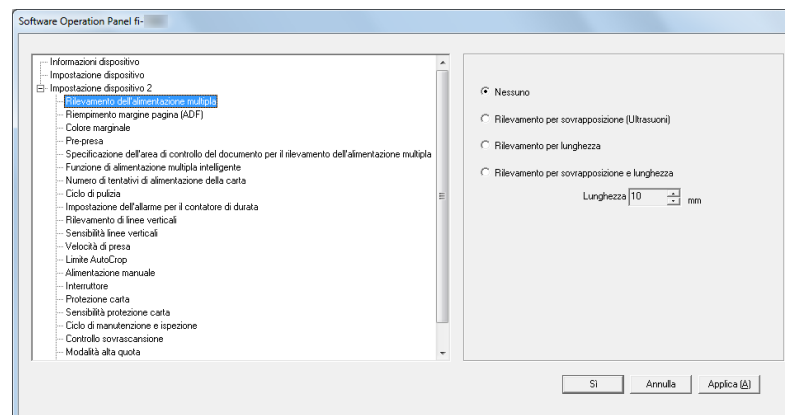 Software Operation Panel fi-
Informazioni dispositivo
Impostazione dispositivo
Impostazione dispositivo 2
Rilevamento dell'alimentazione multipla
Riempimento margine pagina (ADF)
Colore marginale
Pre-presa
Specificazione dell'area di controllo del documento per il rilevamento dell'alimentazione multipla
Funzione di alimentazione multipla intelligente
Numero di tentativi di alimentazione della carta
Ciclo di pulizia
Impostazione dell'allarme per il contatore di durata
Rilevamento di linee verticali
Sensibilità linee verticali
Velocità di presa
Limite AutoCrop
Alimentazione manuale
Interruttore
Protezione carta
Sensibilità protezione carta
Ciclo di manutenzione e ispezione
Controllo sovrascansione
Modalità alta quota
Nessuno
Rilevamento per sovrapposizione (Ultrasuoni)
Rilevamento per lunghezza
Rilevamento per sovrapposizione e lunghezza
Lunghezza 10 mm
Sì Annulla Applica (A)